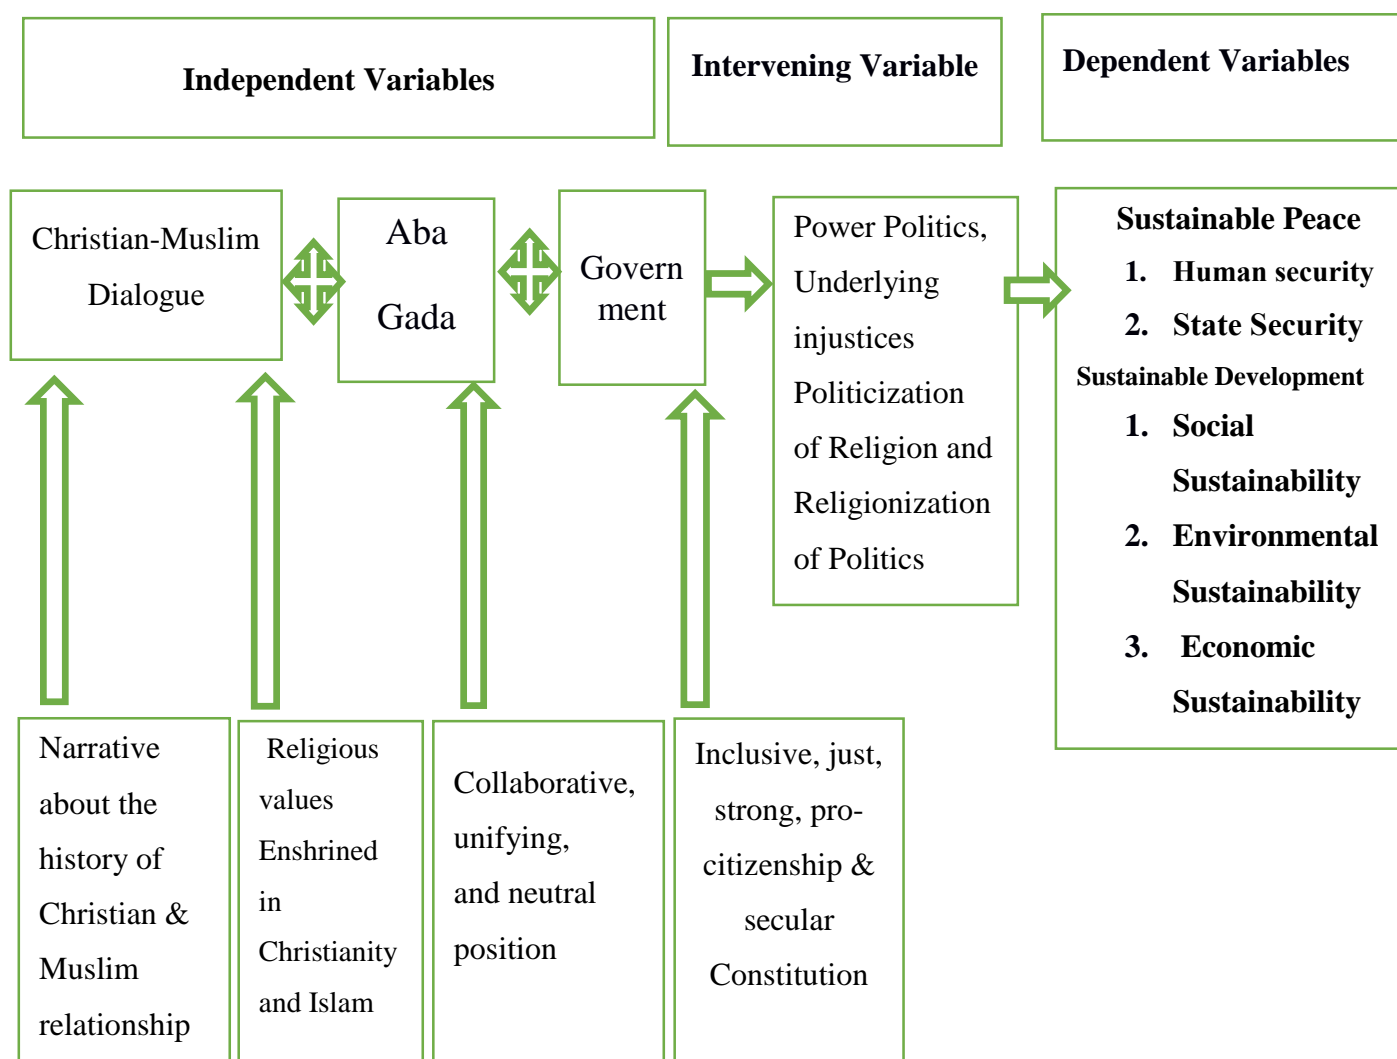 Independent Variables
Intervening Variable
Dependent Variables
Christian-Muslim
Dialogue
Aba
Gada
Govern
ment
Power Politics,
Underlying
injustices
Politicization
of Religion and
Religionization
of Politics
Sustainable Peace
1. Human security
2. State Security
Sustainable Development
1. Social
Sustainability
2. Environmental
Sustainability
3. Economic
Sustainability
Narrative
about the
history of
Christian &
Muslim
relationship
Religious
values
Enshrined
in
Christianity
and Islam
Collaborative,
unifying,
and neutral
position
Inclusive, just,
strong, pro-
citizenship &
secular
Constitution